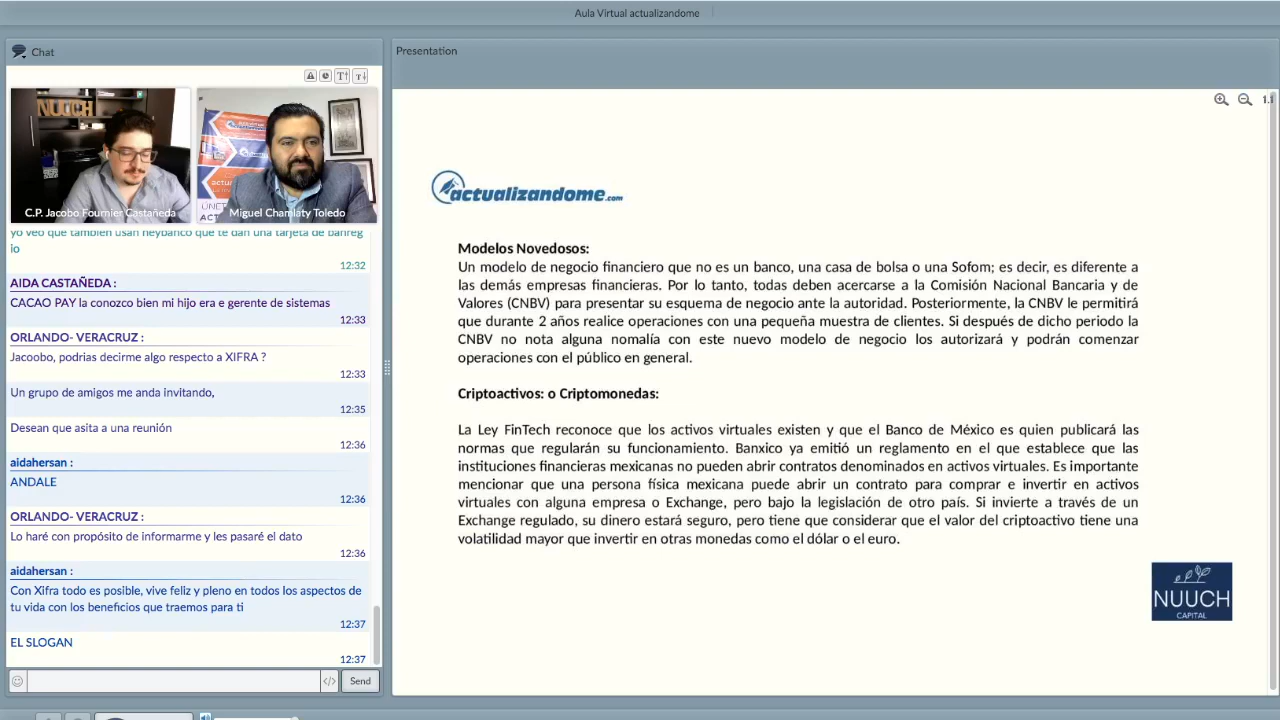 Aula Virtual actualizandome
Chat
NUUCH
C.P. Jacobo Fournier Castañeda
Miguel Chamlaty Toledo
yo veo que tambien usan heybanco que te dan una tarjeta de banreg
io
12:32
AIDA CASTAÑEDA :
CACAO PAY la conozco bien mi hijo era e gerente de sistemas
12:33
ORLANDO- VERACRUZ :
Jacoobo, podrias decirme algo respecto a XIFRA ?
12:33
Un grupo de amigos me anda invitando,
12:35
Desean que asita a una reunión
12:36
aidahersan :
ANDALE
12:36
ORLANDO- VERACRUZ :
Lo haré con propósito de informarme y les pasaré el dato
12:36
aidahersan :
Con Xifra todo es posible, vive feliz y pleno en todos los aspectos de
tu vida con los beneficios que traemos para ti
12:37
EL SLOGAN
12:37
Send
Presentation
actualizandome.com
Modelos Novedosos:
Un modelo de negocio financiero que no es un banco, una casa de bolsa o una Sofom; es decir, es diferente a
las demás empresas financieras. Por lo tanto, todas deben acercarse a la Comisión Nacional Bancaria y de
Valores (CNBV) para presentar su esquema de negocio ante la autoridad. Posteriormente, la CNBV le permitirá
que durante 2 años realice operaciones con una pequeña muestra de clientes. Si después de dicho periodo la
CNBV no nota alguna nomalía con este nuevo modelo de negocio los autorizará y podrán comenzar
operaciones con el público en general.
Criptoactivos: o Criptomonedas:
La Ley FinTech reconoce que los activos virtuales existen y que el Banco de México es quien publicará las
normas que regularán su funcionamiento. Banxico ya emitió un reglamento en el que establece que las
instituciones financieras mexicanas no pueden abrir contratos denominados en activos virtuales. Es importante
mencionar que una persona física mexicana puede abrir un contrato para comprar e invertir en activos
virtuales con alguna empresa o Exchange, pero bajo la legislación de otro país. Si invierte a través de un
Exchange regulado, su dinero estará seguro, pero tiene que considerar que el valor del criptoactivo tiene una
volatilidad mayor que invertir en otras monedas como el dólar o el euro.
NUUCH
CAPITAL